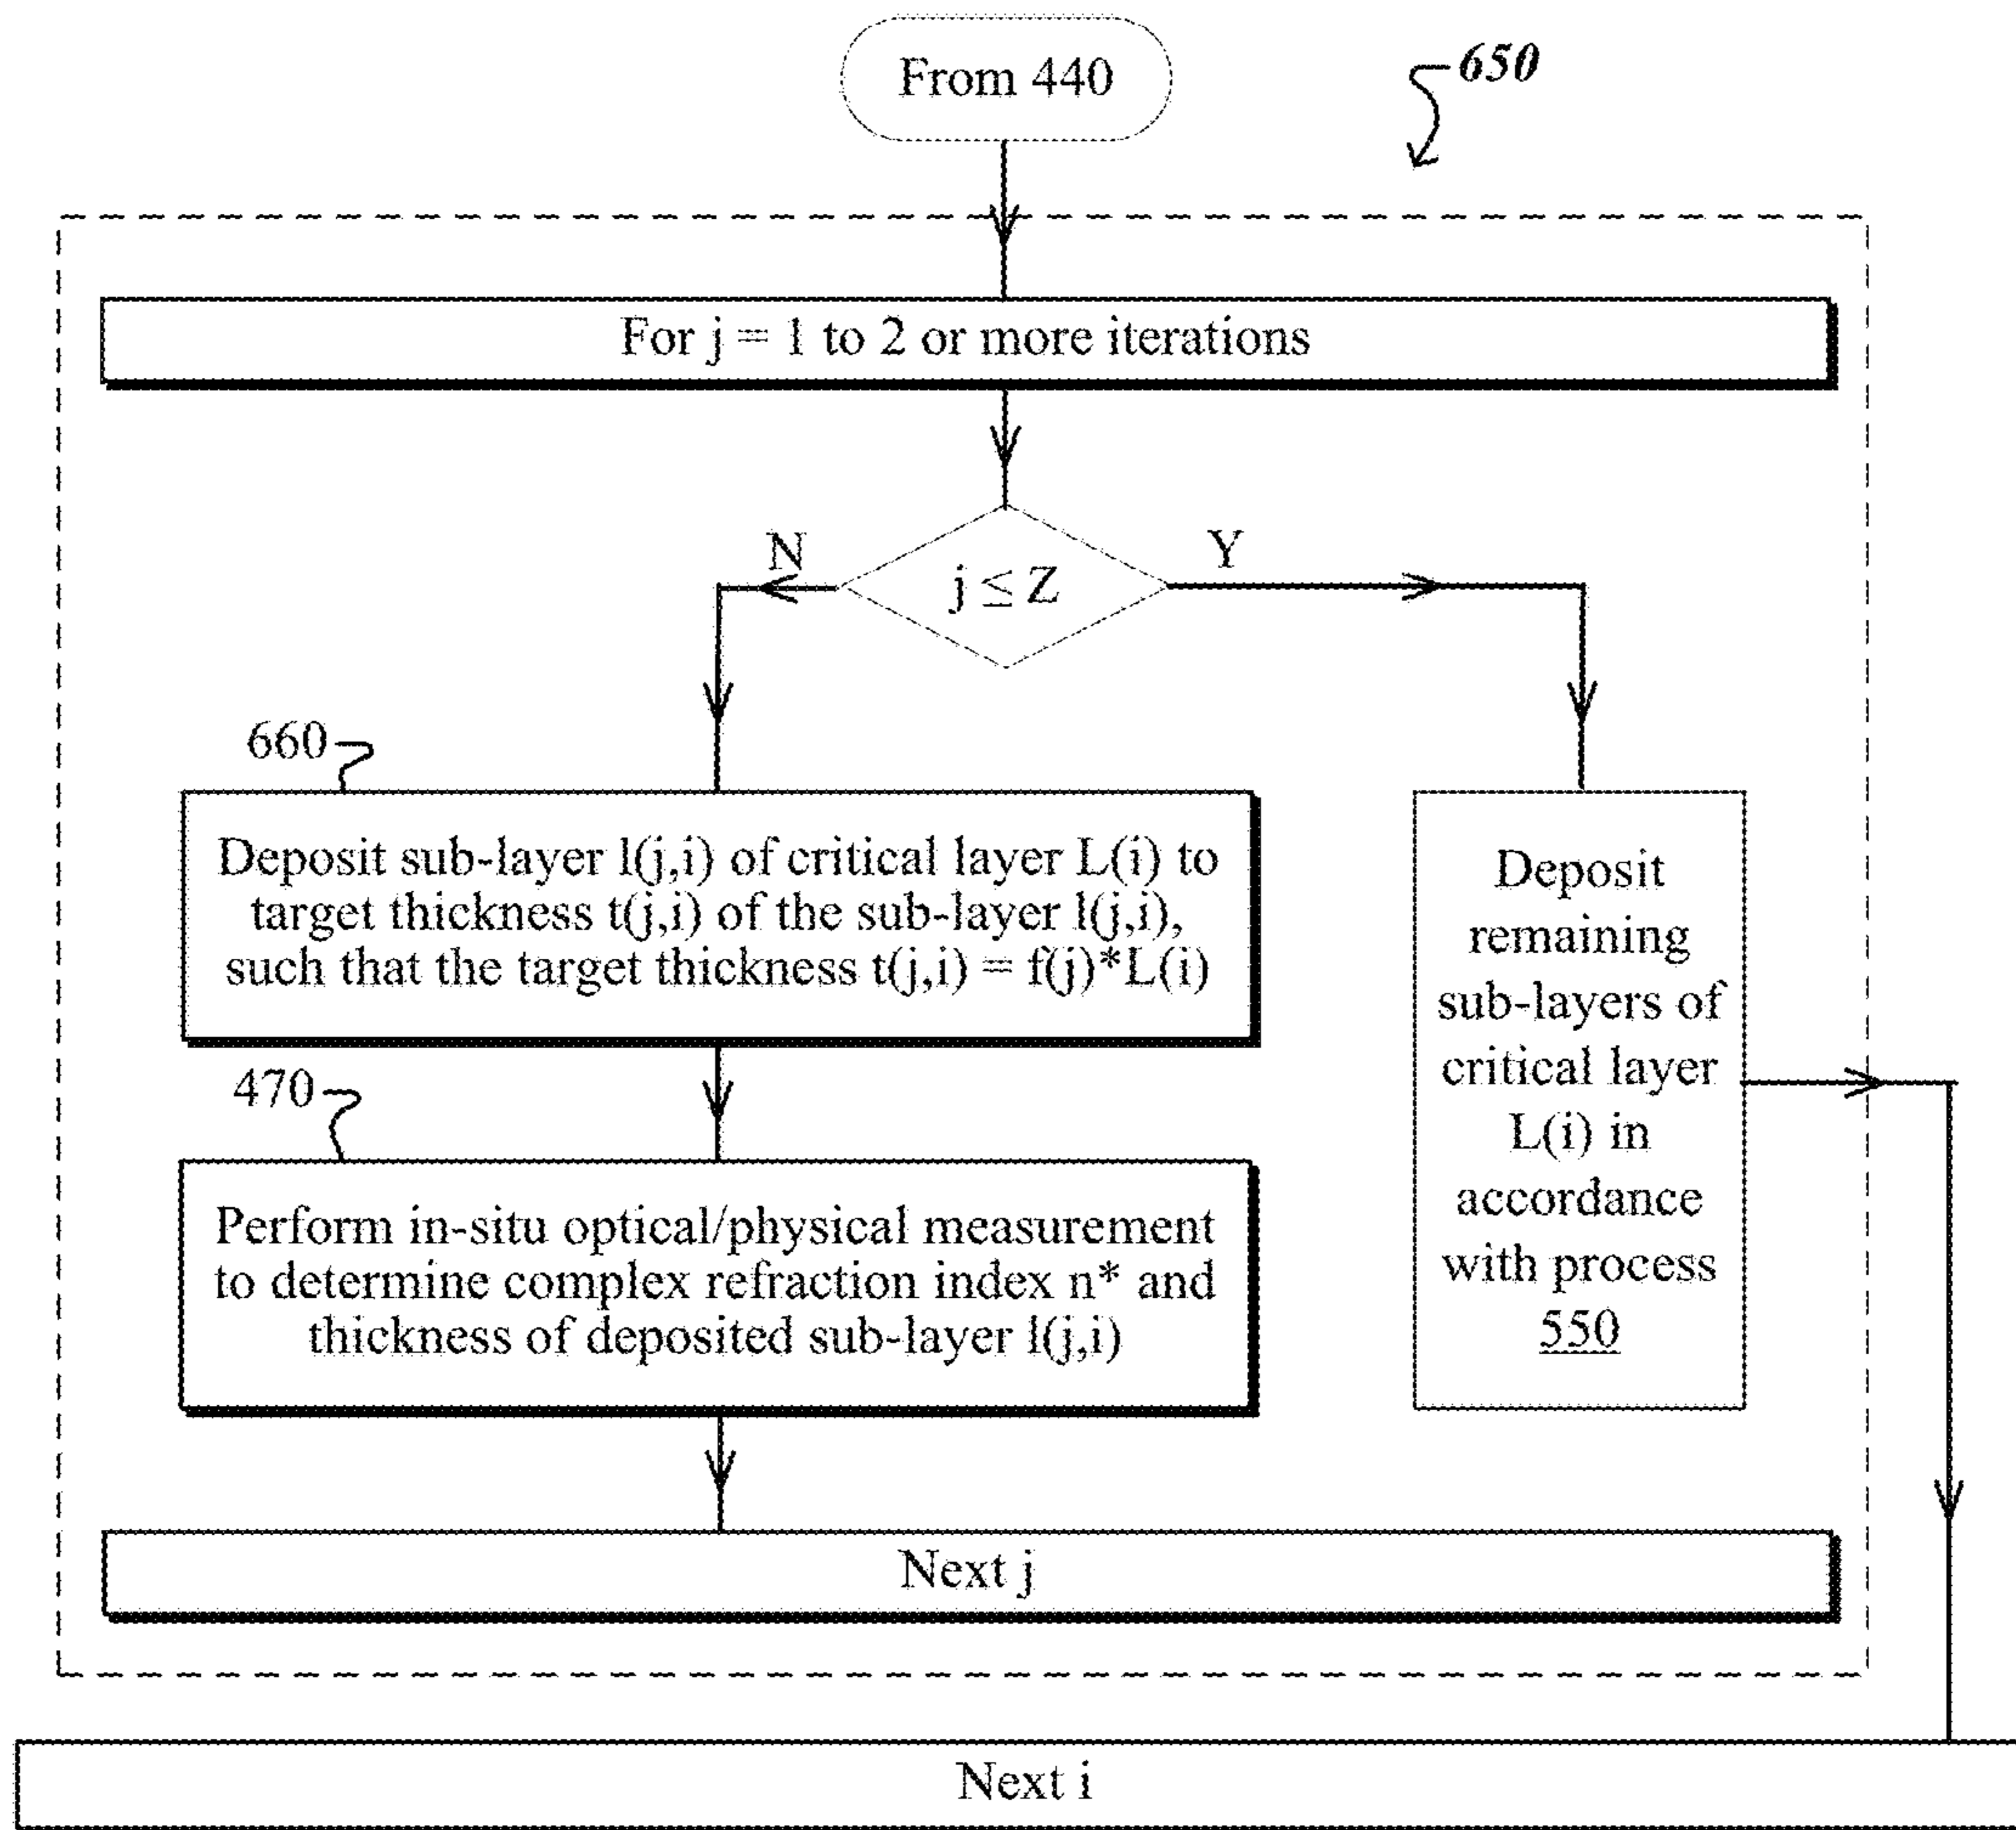 From 440
650
For j = 1 to 2 or more iterations
N
Y
j ≤ Z
660
Deposit sub-layer l(j,i) of critical layer L(i) to
target thickness t(j,i) of the sub-layer l(j,i),
such that the target thickness t(j,i) = f(j)*L(i)
470
Perform in-situ optical/physical measurement
to determine complex refraction index n* and
thickness of deposited sub-layer l(j,i)
Deposit
remaining
sub-layers of
critical layer
L(i) in
accordance
with process
550
Next j
Next i